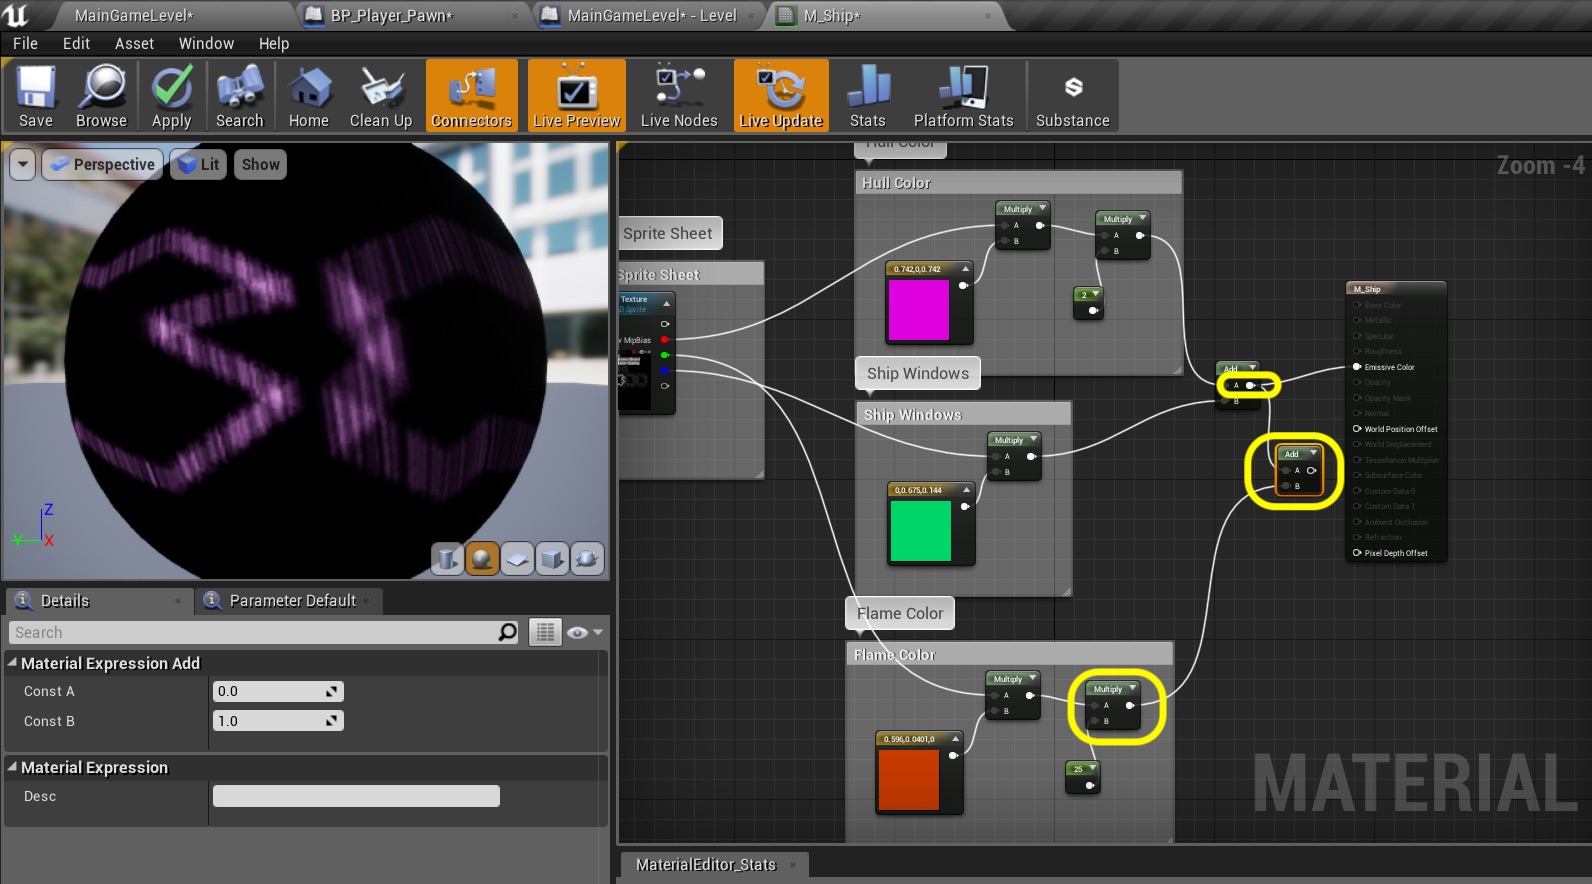 MainGameLevel*
BP_Player_Pawn*
MainGameLevel* - Level
M_Ship*
File Edit Asset Window Help
Save Browse Apply Search Home Clean Up Connectors Live Preview Live Nodes Live Update Stats Platform Stats Substance
Perspective Lit Show
Zoom -4
Hull Color
Hull Color
Multiply
A
B
Multiply
A
B
0.742,0,0.742
2
Sprite Sheet
Sprite Sheet
Texture
D Sprite
w MipBias
Ship Windows
Ship Windows
Multiply
A
B
0,0.675,0.144
Add
A
B
Add
A
B
M_Ship
Base Color
Metallic
Specular
Roughness
Emissive Color
Opacity
Opacity Mask
Normal
World Position Offset
World Displacement
Tessellation Multiplier
Subsurface Color
Custom Data 0
Custom Data 1
Ambient Occlusion
Refraction
Pixel Depth Offset
Flame Color
Flame Color
Multiply
A
B
Multiply
A
B
0.596,0.0401,0
25
MATERIAL
Z
Y
X
Details
Parameter Default
Search
Material Expression Add
Const A 0.0
Const B 1.0
Material Expression
Desc
MaterialEditor_Stats